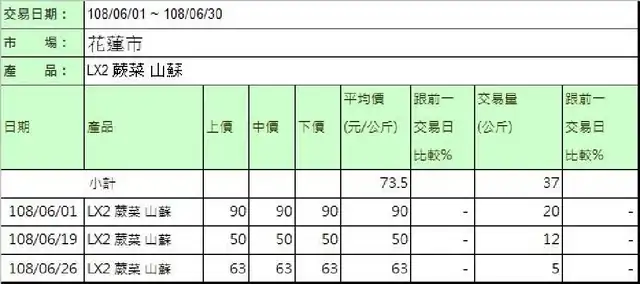 交易日期： 108/06/01 ~ 108/06/30
市 場： 花蓮市
產 品： LX2 蕨菜 山蘇
日期 產品 上價 中價 下價 平均價 (元/公斤) 跟前一 交易日 比較% 交易量 (公斤) 跟前一 交易日 比較%
小計 73.5 37
108/06/01 LX2 蕨菜 山蘇 90 90 90 90 - 20 -
108/06/19 LX2 蕨菜 山蘇 50 50 50 50 - 12 -
108/06/26 LX2 蕨菜 山蘇 63 63 63 63 - 5 -